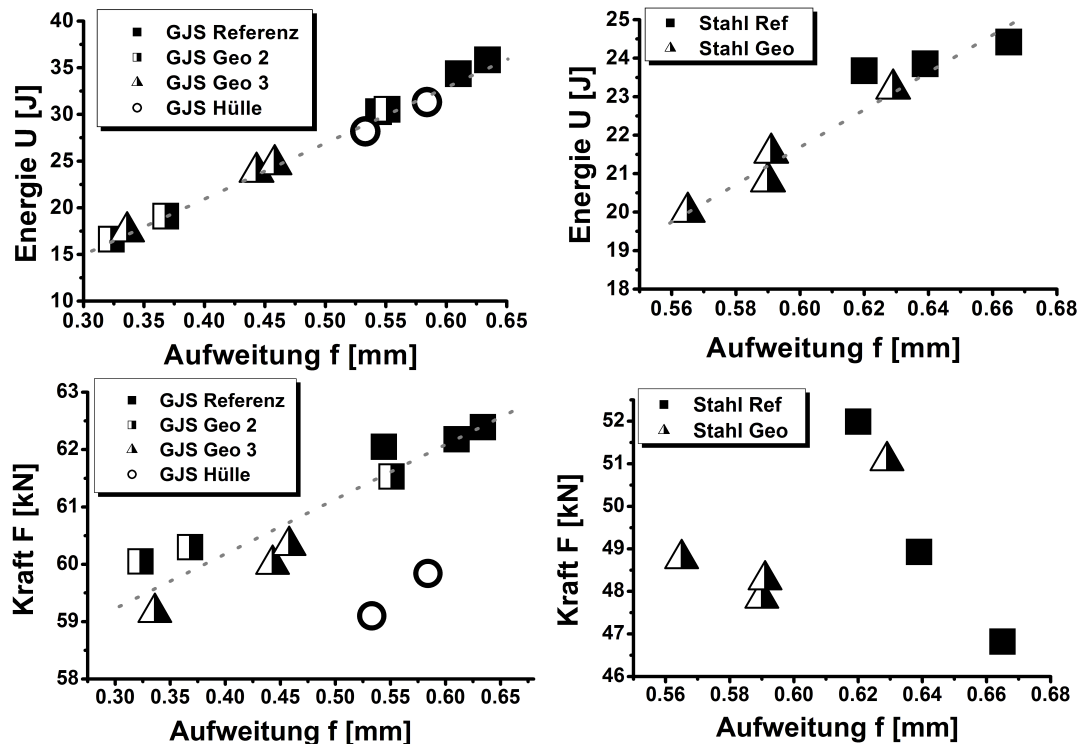 GJS Referenz
GJS Geo 2
GJS Geo 3
GJS Hülle
Energie U [J]
40
35
30
25
20
15
10
0.30 0.35 0.40 0.45 0.50 0.55 0.60 0.65
Aufweitung f [mm]
Stahl Ref
Stahl Geo
Energie U [J]
25
24
23
22
21
20
19
18
0.56 0.58 0.60 0.62 0.64 0.66 0.68
Aufweitung f [mm]
GJS Referenz
GJS Geo 2
GJS Geo 3
GJS Hülle
Kraft F [kN]
63
62
61
60
59
58
0.30 0.35 0.40 0.45 0.50 0.55 0.60 0.65
Aufweitung f [mm]
Stahl Ref
Stahl Geo
Kraft F [kN]
52
51
50
49
48
47
46
0.56 0.58 0.60 0.62 0.64 0.66 0.68
Aufweitung f [mm]